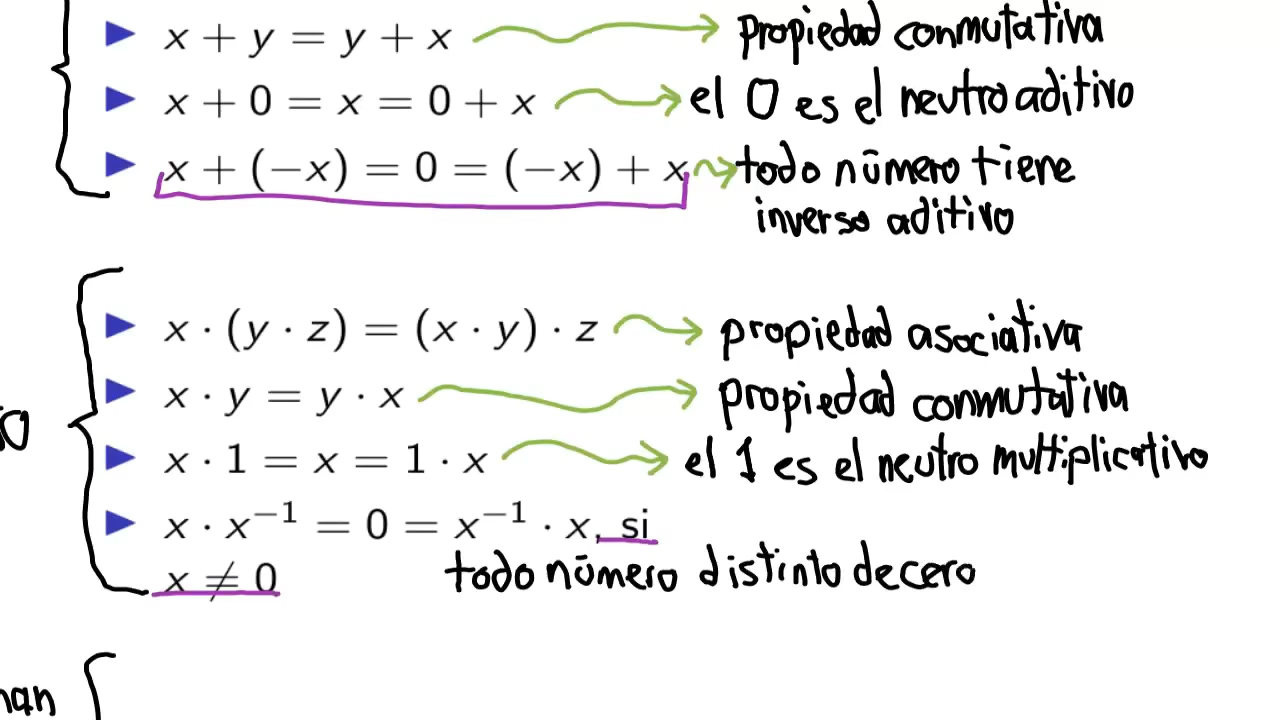 ▶ x + y = y + x propiedad conmutativa
▶ x + 0 = x = 0 + x el 0 es el neutro aditivo
▶ x + (−x) = 0 = (−x) + x todo número tiene
inverso aditivo
▶ x · (y · z) = (x · y) · z propiedad asociativa
▶ x · y = y · x propiedad conmutativa
▶ x · 1 = x = 1 · x el 1 es el neutro multiplicativo
▶ x · x⁻¹ = 0 = x⁻¹ · x, si
x ≠ 0 todo número distinto de cero